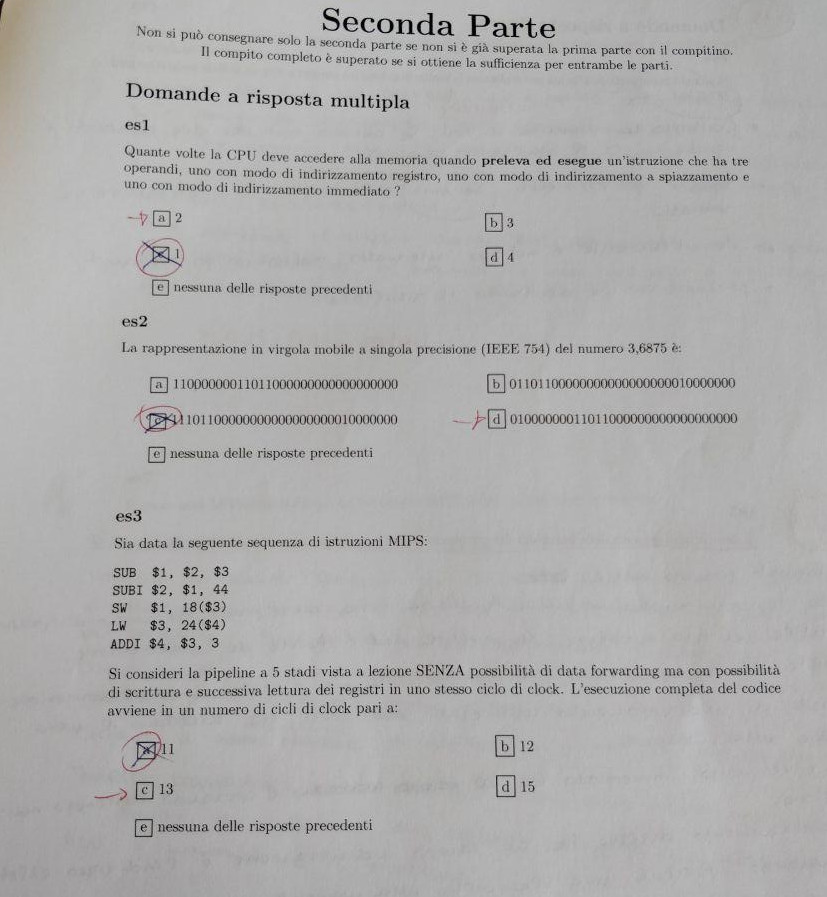 Seconda Parte
Non si può consegnare solo la seconda parte se non si è già superata la prima parte con il compitino.
Il compito completo è superato se si ottiene la sufficienza per entrambe le parti.
Domande a risposta multipla
es1
Quante volte la CPU deve accedere alla memoria quando preleva ed esegue un'istruzione che ha tre
operandi, uno con modo di indirizzamento registro, uno con modo di indirizzamento a spiazzamento e
uno con modo di indirizzamento immediato ?
a 2
b 3
1
d 4
e nessuna delle risposte precedenti
es2
La rappresentazione in virgola mobile a singola precisione (IEEE 754) del numero 3,6875 è:
a 11000000011011000000000000000000
b 01101100000000000000000010000000
c
d 01000000011011000000000000000000
e nessuna delle risposte precedenti
es3
Sia data la seguente sequenza di istruzioni MIPS:
SUB $1, $2, $3
SUBI $2, $1, 44
SW $1, 18($3)
LW $3, 24($4)
ADDI $4, $3, 3
Si consideri la pipeline a 5 stadi vista a lezione SENZA possibilità di data forwarding ma con possibilità
di scrittura e successiva lettura dei registri in uno stesso ciclo di clock. L'esecuzione completa del codice
avviene in un numero di cicli di clock pari a:
a 11
b 12
c 13
d 15
e nessuna delle risposte precedenti